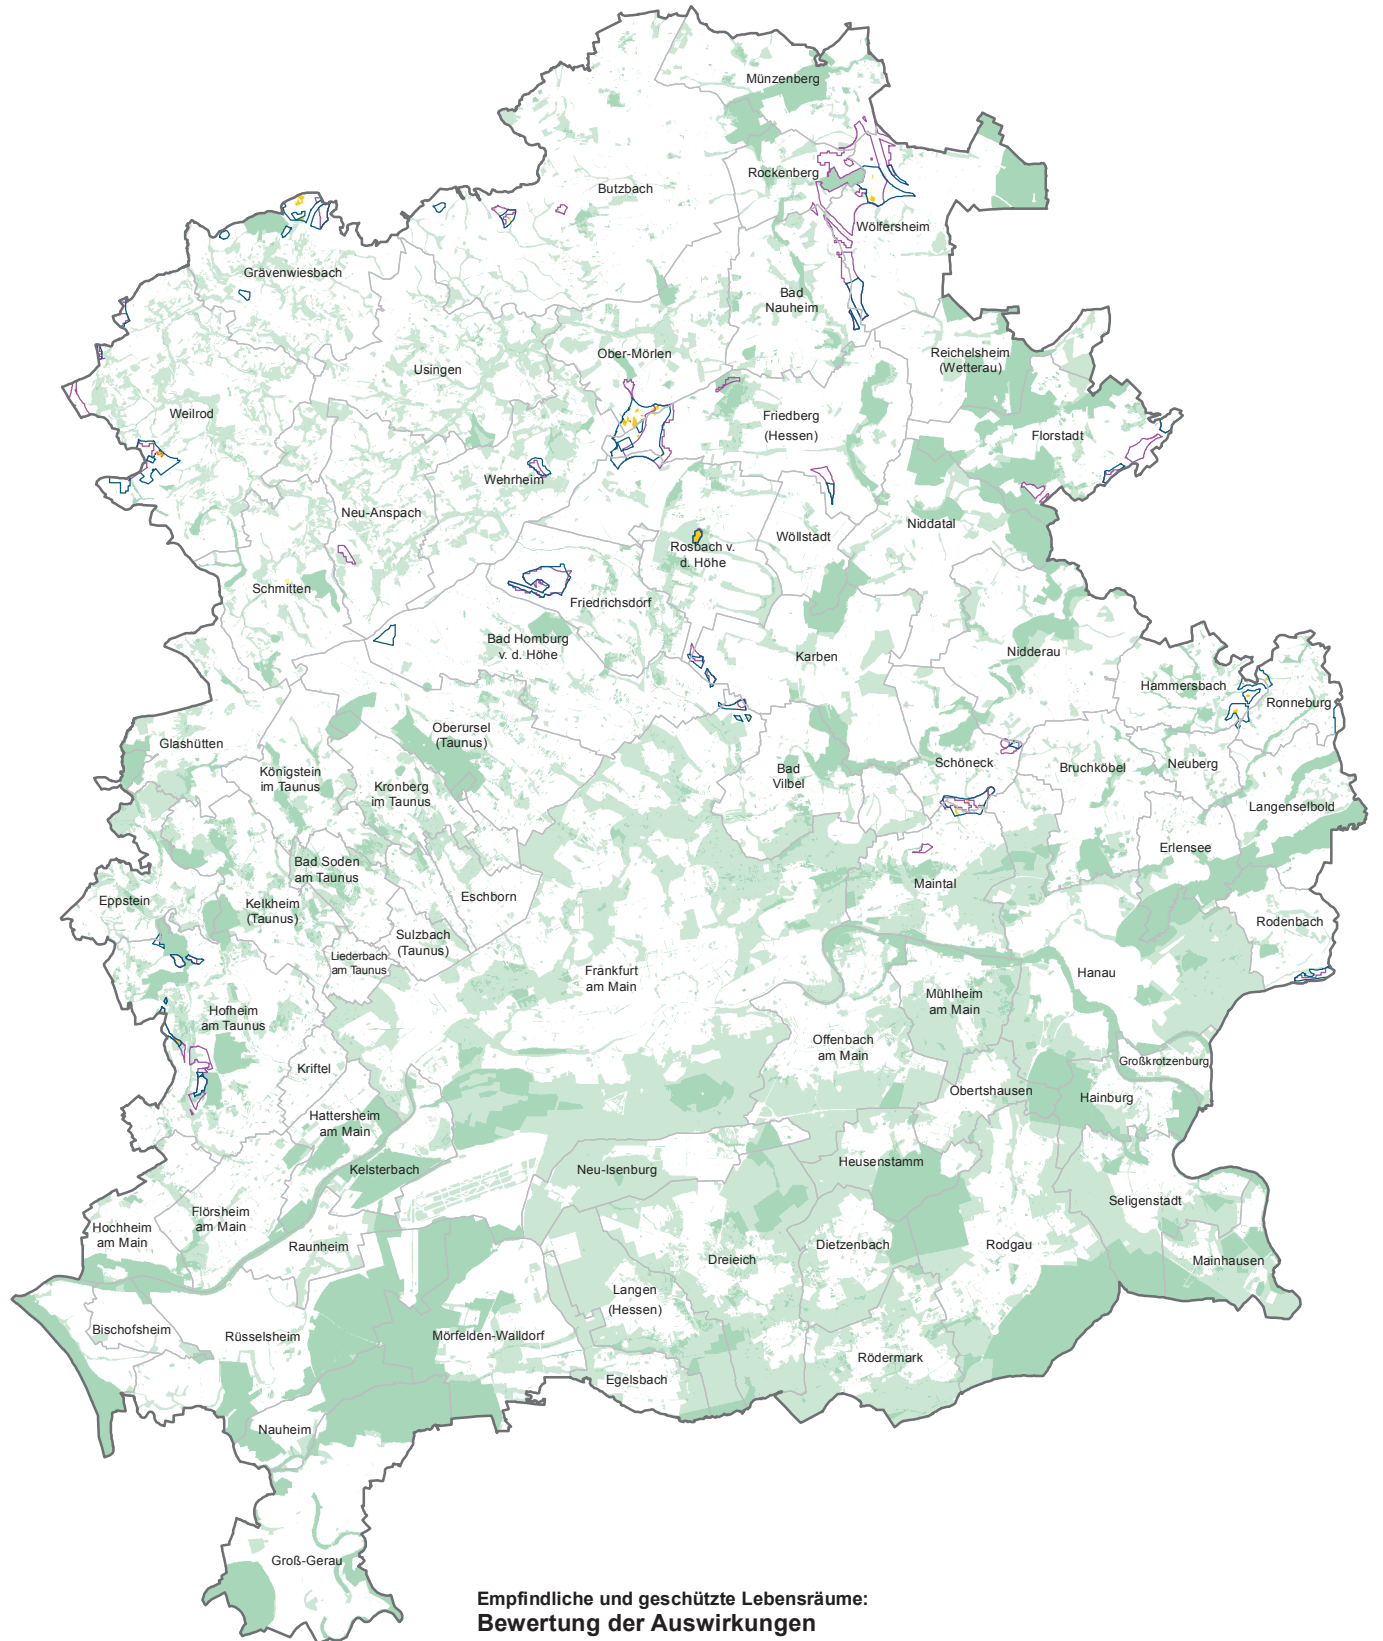 Münzenberg
Rockenberg
Butzbach
Wölfersheim
Grävenwiesbach
Bad
Nauheim
Ober-Mörlen
Reichelsheim
(Wetterau)
Usingen
Weilrod
Friedberg
(Hessen)
Florstadt
Wehrheim
Neu-Anspach
Niddatal
Wöllstadt
Rosbach v.
d. Höhe
Schmitten
Friedrichsdorf
Bad Homburg
v. d. Höhe
Karben
Nidderau
Hammersbach
Ronneburg
Glashütten
Oberursel
(Taunus)
Königstein
im Taunus
Kronberg
im Taunus
Bad
Vilbel
Schöneck
Bruchköbel
Neuberg
Langenselbold
Erlensee
Bad Soden
am Taunus
Eschborn
Maintal
Eppstein
Kelkheim
(Taunus)
Sulzbach
(Taunus)
Rodenbach
Liederbach
am Taunus
Frankfurt
am Main
Hanau
Mühlheim
am Main
Hofheim
am Taunus
Offenbach
am Main
Kriftel
Großkrotzenburg
Obertshausen
Hainburg
Hattersheim
am Main
Kelsterbach
Neu-Isenburg
Heusenstamm
Seligenstadt
Hochheim
am Main
Flörsheim
am Main
Raunheim
Dreieich
Dietzenbach
Rodgau
Mainhausen
Langen
(Hessen)
Bischofsheim
Rüsselsheim
Mörfelden-Walldorf
Rödermark
Egelsbach
Nauheim
Groß-Gerau
Empfindliche und geschützte Lebensräume:
Bewertung der Auswirkungen